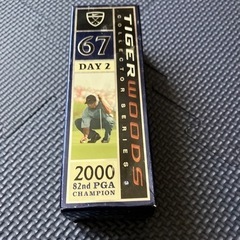 67
DAY 2
2000
82nd PGA
CHAMPION
TIGER WOODS
COLLECTOR SERIES